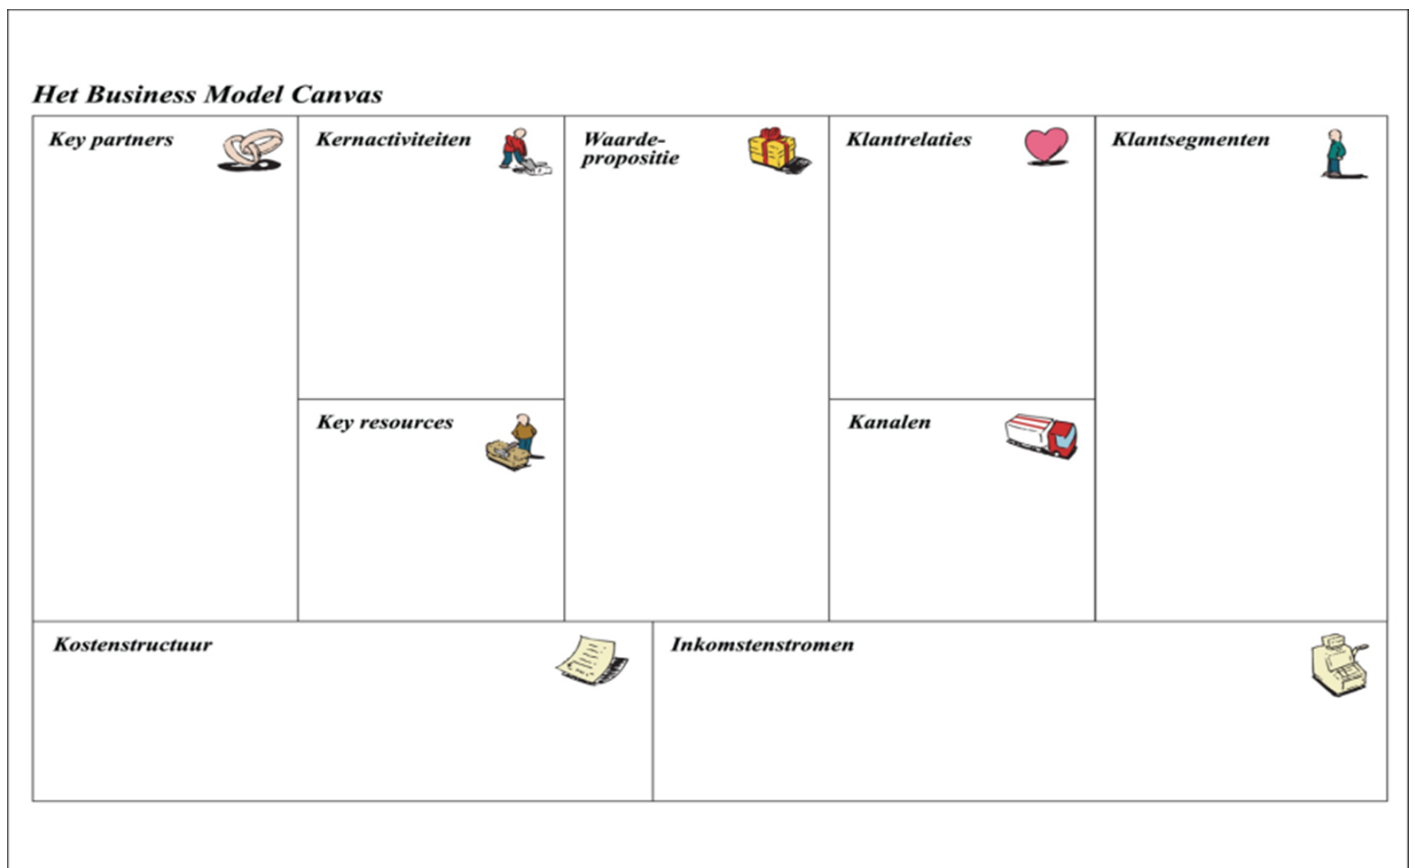 Het Business Model Canvas
Key partners
Kernactiviteiten
Waarde-
propositie
Klantrelaties
Klantsegmenten
Key resources
Kanalen
Kostenstructuur
Inkomstenstromen